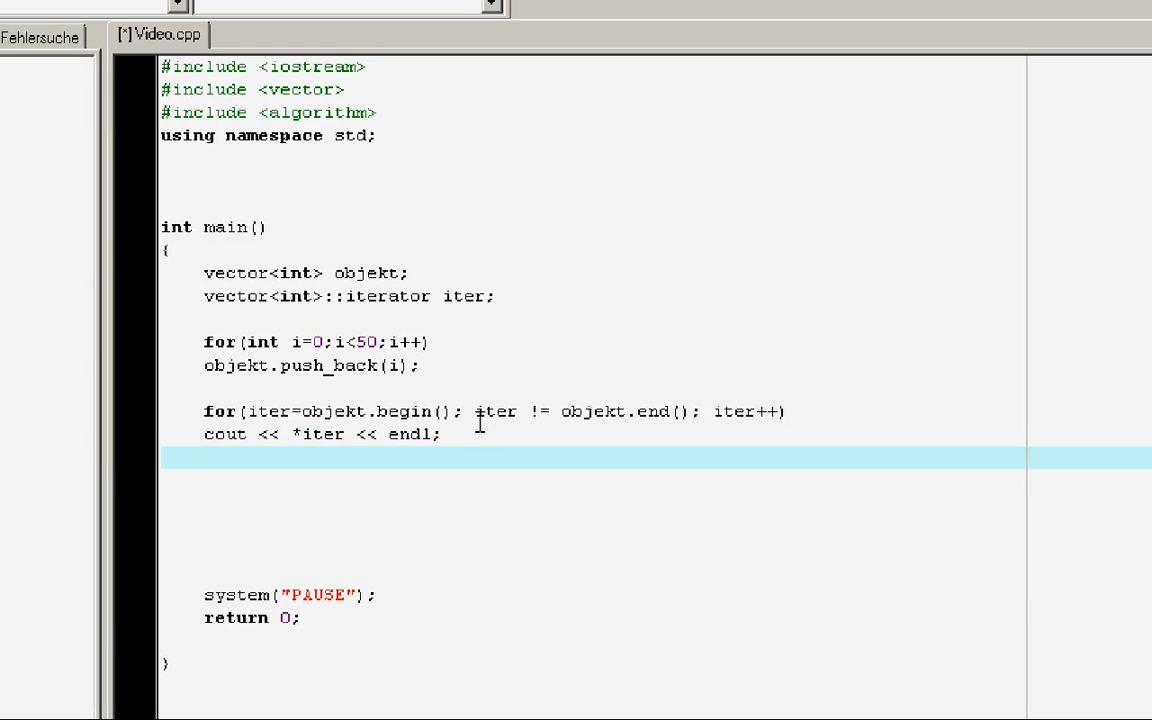 Fehlersuche
[*] Video.cpp
#include <iostream>
#include <vector>
#include <algorithm>
using namespace std;
int main()
{
vector<int> objekt;
vector<int>::iterator iter;
for(int i=0;i<50;i++)
objekt.push_back(i);
for(iter=objekt.begin(); iter != objekt.end(); iter++)
cout << *iter << endl;
system("PAUSE");
return 0;
}